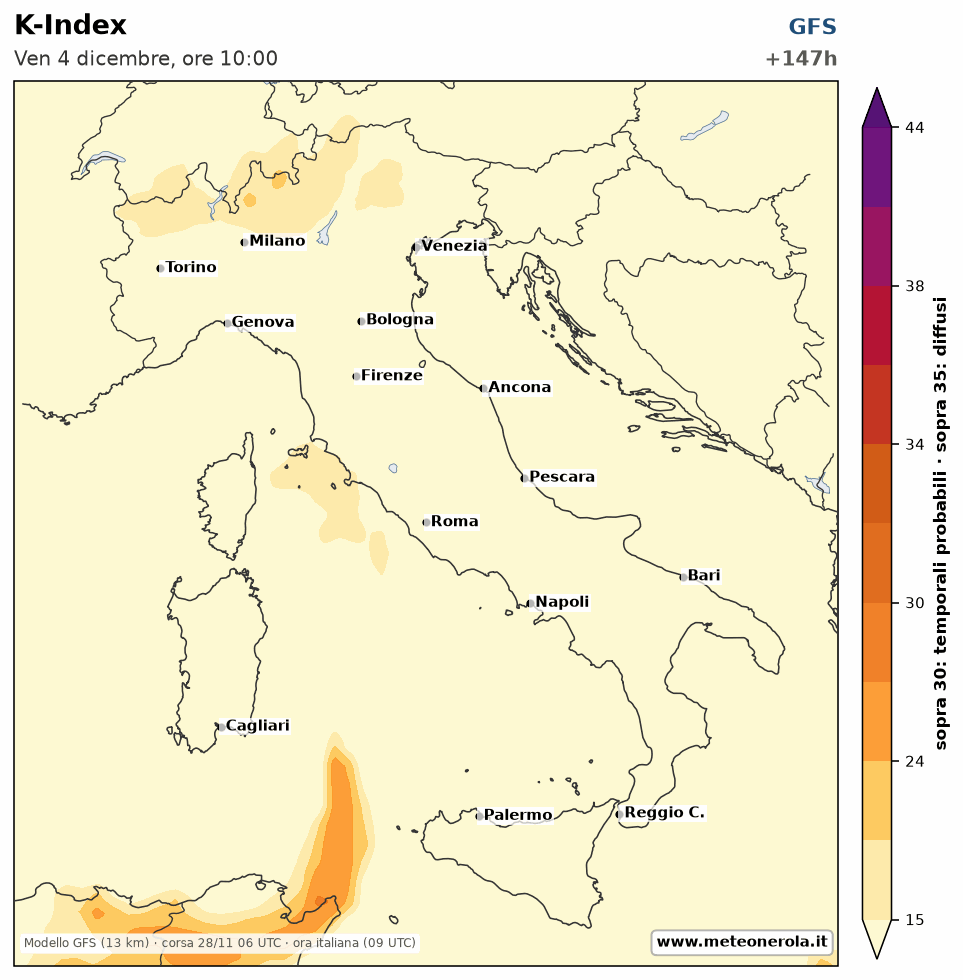 K-Index
GFS
Ven 4 dicembre, ore 10:00
+147h
44
38
34
30
24
15
sopra 30: temporali probabili · sopra 35: diffusi
Milano
Venezia
Torino
Genova
Bologna
Firenze
Ancona
Pescara
Roma
Bari
Napoli
Cagliari
Palermo
Reggio C.
Modello GFS (13 km) · corsa 28/11 06 UTC · ora italiana (09 UTC)
www.meteonerola.it